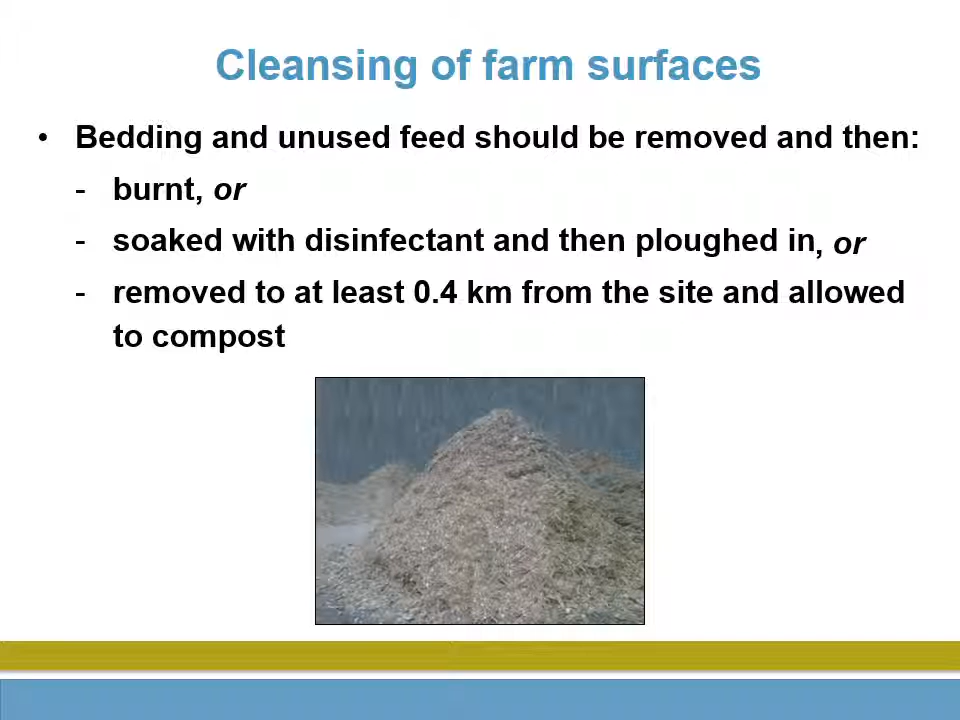 Cleansing of farm surfaces
• Bedding and unused feed should be removed and then:
- burnt, or
- soaked with disinfectant and then ploughed in, or
- removed to at least 0.4 km from the site and allowed
to compost